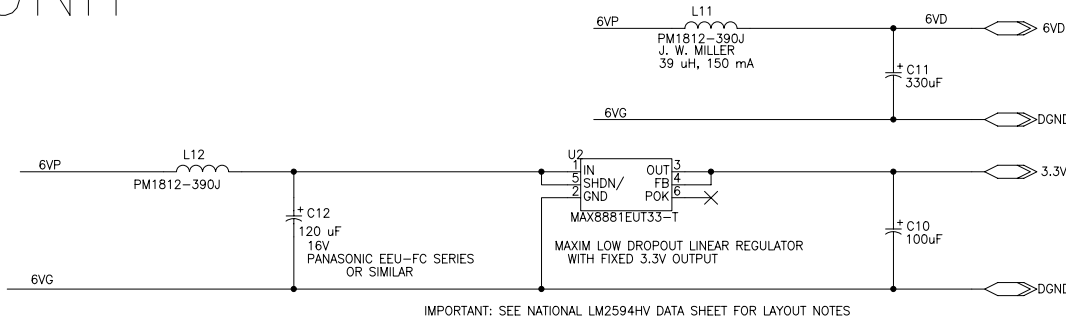 L11
6VP
6VD
6VD
PM1812-390J
J. W. MILLER
39 uH, 150 mA
+ C11
330uF
6VG
DGND
6VP
L12
PM1812-390J
U2
1 IN OUT 3
5 SHDN/ FB 4
2 GND POK 6
MAX8881EUT33-T
3.3V
+ C12
120 uF
16V
PANASONIC EEU-FC SERIES
OR SIMILAR
MAXIM LOW DROPOUT LINEAR REGULATOR
WITH FIXED 3.3V OUTPUT
+ C10
100uF
6VG
DGND
IMPORTANT: SEE NATIONAL LM2594HV DATA SHEET FOR LAYOUT NOTES